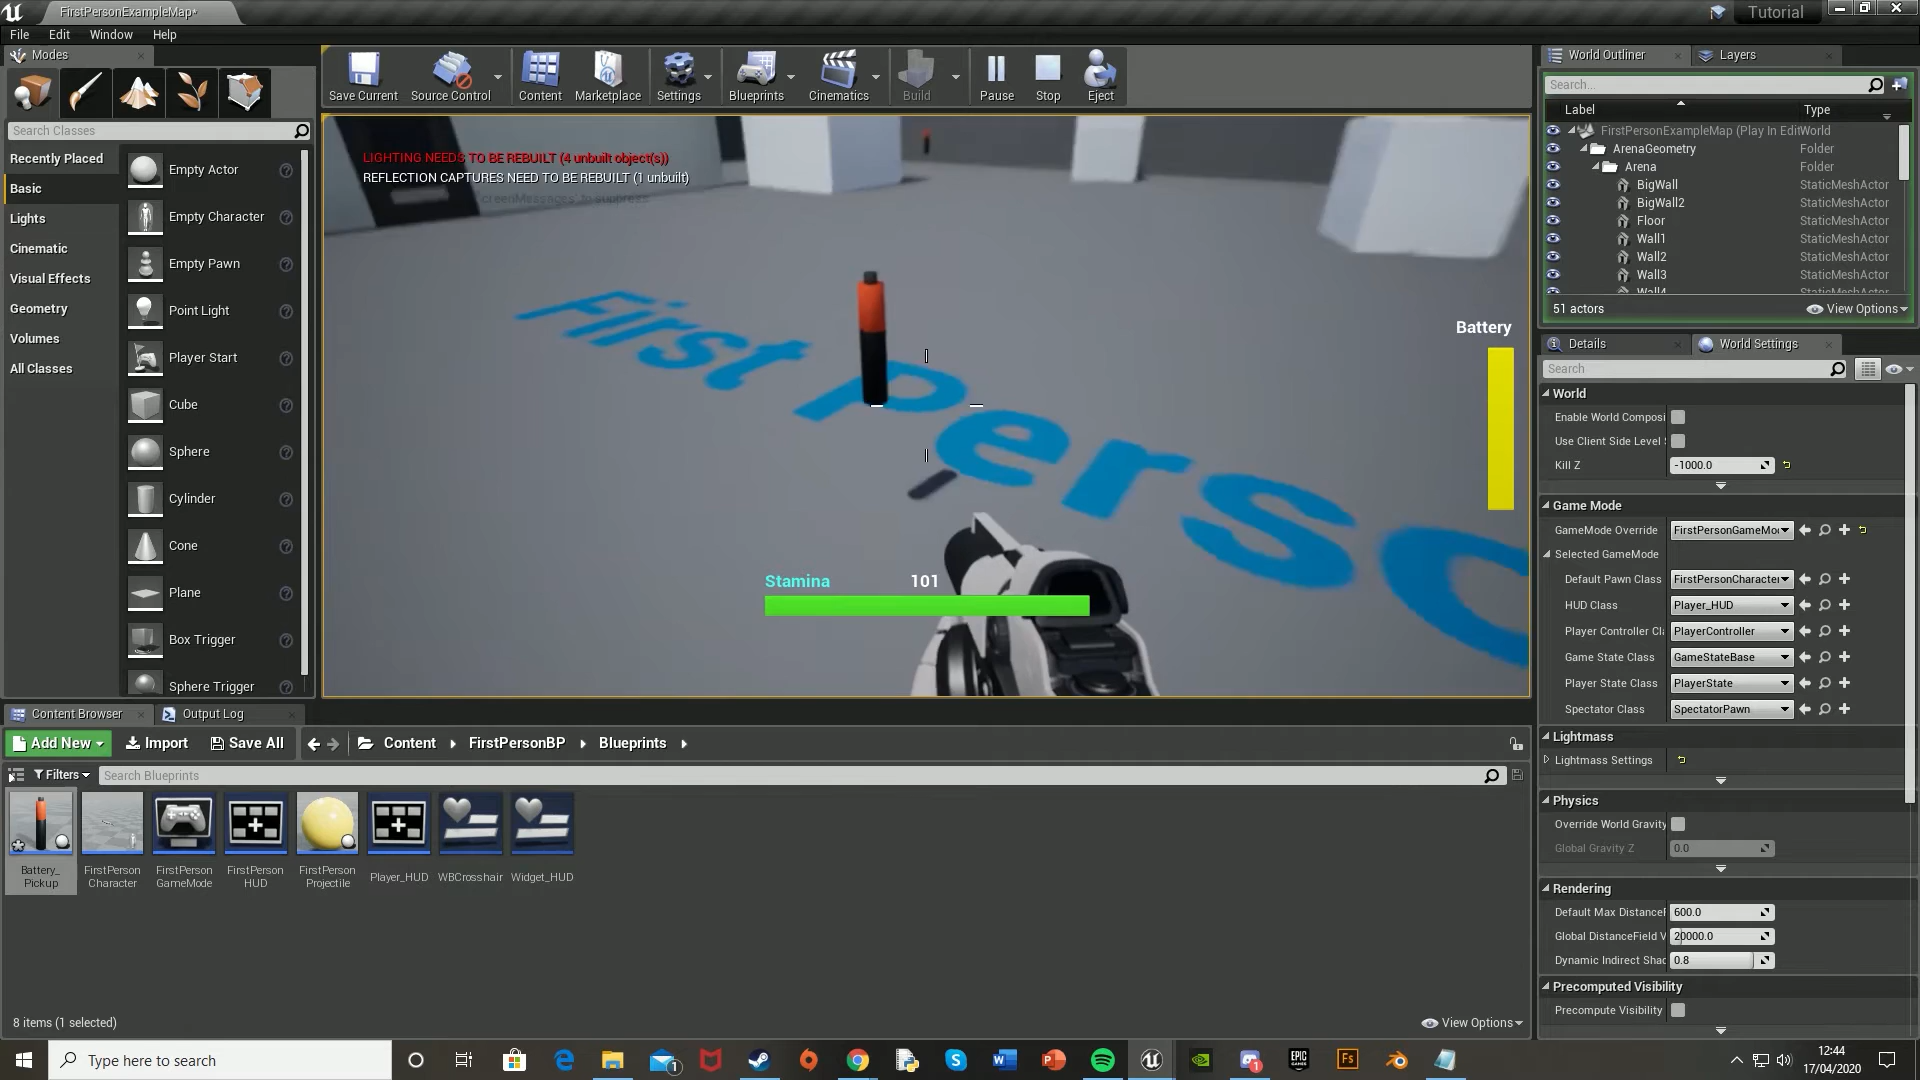 FirstPersonExampleMap*
Tutorial
File Edit Window Help
Modes
Search Classes
Recently Placed
Basic
Lights
Cinematic
Visual Effects
Geometry
Volumes
All Classes
Empty Actor
Empty Character
Empty Pawn
Point Light
Player Start
Cube
Sphere
Cylinder
Cone
Plane
Box Trigger
Sphere Trigger
Save Current
Source Control
Content
Marketplace
Settings
Blueprints
Cinematics
Build
Pause
Stop
Eject
LIGHTING NEEDS TO BE REBUILT (4 unbuilt object(s))
REFLECTION CAPTURES NEED TO BE REBUILT (1 unbuilt)
creenMessages' to suppress
First Perso
Battery
Stamina 101
World Outliner
Layers
Search...
Label Type
FirstPersonExampleMap (Play In Edit World
ArenaGeometry Folder
Arena Folder
BigWall StaticMeshActor
BigWall2 StaticMeshActor
Floor StaticMeshActor
Wall1 StaticMeshActor
Wall2 StaticMeshActor
Wall3 StaticMeshActor
Wall4 StaticMeshActor
51 actors
View Options
Details
World Settings
Search
World
Enable World Composi
Use Client Side Level
Kill Z -1000.0
Game Mode
GameMode Override FirstPersonGameMo
Selected GameMode
Default Pawn Class FirstPersonCharacter
HUD Class Player_HUD
Player Controller Cl PlayerController
Game State Class GameStateBase
Player State Class PlayerState
Spectator Class SpectatorPawn
Lightmass
Lightmass Settings
Physics
Override World Gravity
Global Gravity Z 0.0
Rendering
Default Max DistanceF 600.0
Global DistanceField V 20000.0
Dynamic Indirect Shac 0.8
Precomputed Visibility
Precompute Visibility
Content Browser
Output Log
Add New
Import
Save All
Content FirstPersonBP Blueprints
Filters
Search Blueprints
Battery_
Pickup
FirstPerson
Character
FirstPerson
GameMode
FirstPerson
HUD
FirstPerson
Projectile
Player_HUD
WBCrosshair
Widget_HUD
8 items (1 selected)
View Options
Type here to search
12:44
17/04/2020